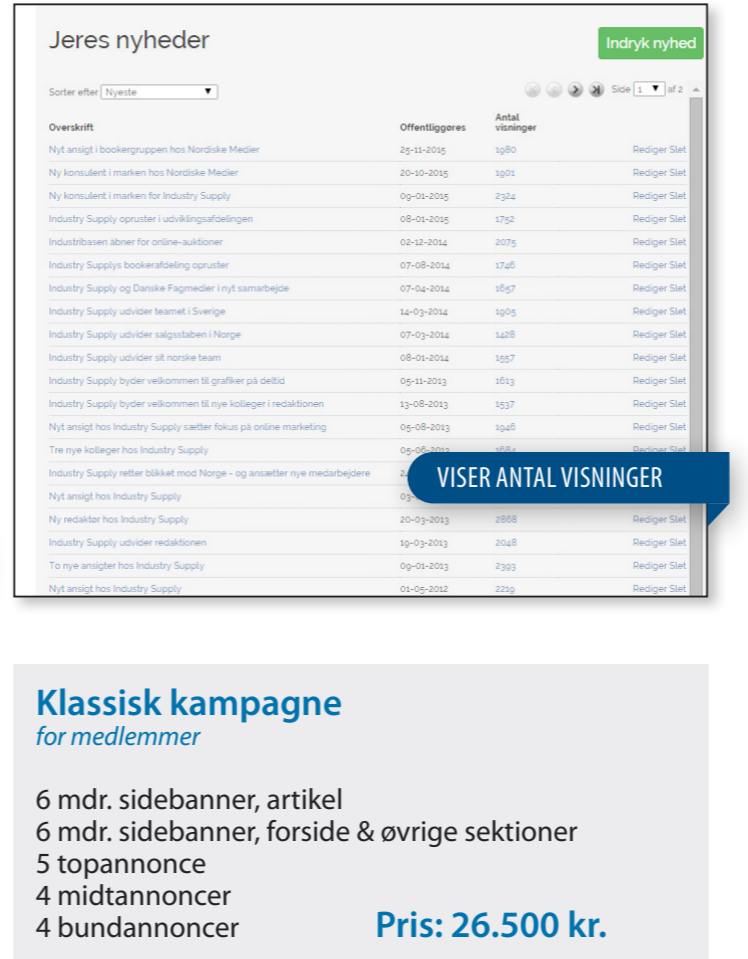 Jeres nyheder
Indryk nyhed
Sorter efter Nyeste
Side 1 af 2
Overskrift Offentliggøres Antal visninger
Nyt ansigt i bookergruppen hos Nordiske Medier 25-11-2015 1980 Rediger Slet
Ny konsulent i marken hos Nordiske Medier 20-10-2015 1901 Rediger Slet
Ny konsulent i marken for Industry Supply 09-01-2015 2324 Rediger Slet
Industry Supply opruster i udviklingsafdelingen 08-01-2015 1752 Rediger Slet
Industribasen åbner for online-auktioner 02-12-2014 2075 Rediger Slet
Industry Supplys bookerafdeling opruster 07-08-2014 1746 Rediger Slet
Industry Supply og Danske Fagmedier i nyt samarbejde 07-04-2014 1657 Rediger Slet
Industry Supply udvider teamet i Sverige 14-03-2014 1905 Rediger Slet
Industry Supply udvider salgsstaben i Norge 07-03-2014 1428 Rediger Slet
Industry Supply udvider sit norske team 08-01-2014 1557 Rediger Slet
Industry Supply byder velkommen til grafiker på deltid 05-11-2013 1613 Rediger Slet
Industry Supply byder velkommen til nye kolleger i redaktionen 13-08-2013 1537 Rediger Slet
Nyt ansigt hos Industry Supply sætter fokus på online marketing 05-08-2013 1946 Rediger Slet
Tre nye kolleger hos Industry Supply 05-06-2013 1684 Rediger Slet
Industry Supply retter blikket mod Norge - og ansætter nye medarbejdere
VISER ANTAL VISNINGER
Nyt ansigt hos Industry Supply
Ny redaktør hos Industry Supply 20-03-2013 2868 Rediger Slet
Industry Supply udvider redaktionen 19-03-2013 2048 Rediger Slet
To nye ansigter hos Industry Supply 09-01-2013 2393 Rediger Slet
Nyt ansigt hos Industry Supply 01-05-2012 2219 Rediger Slet
Klassisk kampagne
for medlemmer
6 mdr. sidebanner, artikel
6 mdr. sidebanner, forside & øvrige sektioner
5 topannonce
4 midtannoncer
4 bundannoncer
Pris: 26.500 kr.